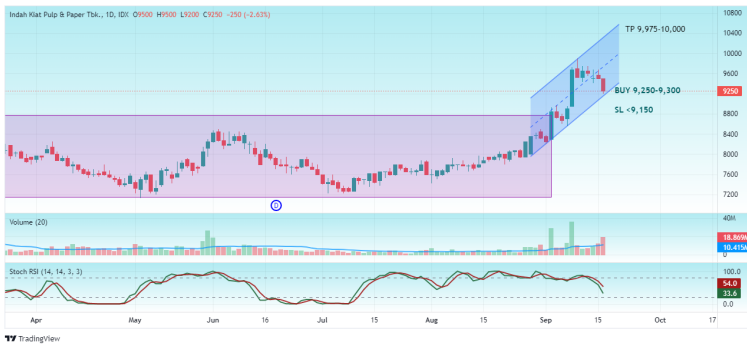 Indah Kiat Pulp & Paper Tbk., 1D, IDX O9500 H9500 L9200 C9250 -250 (-2.63%)
10800
TP 9,975-10,000
10400
10000
9600
BUY 9,250-9,300
9250
SL <9,150
8800
8400
8000
7600
7200
D
Volume (20)
40M
18.869M
10.415M
Stoch RSI (14, 14, 3, 3)
100.0
54.0
33.6
0.0
Apr May Jun 16 Jul 15 Aug 15 Sep 15 Oct 17
TradingView